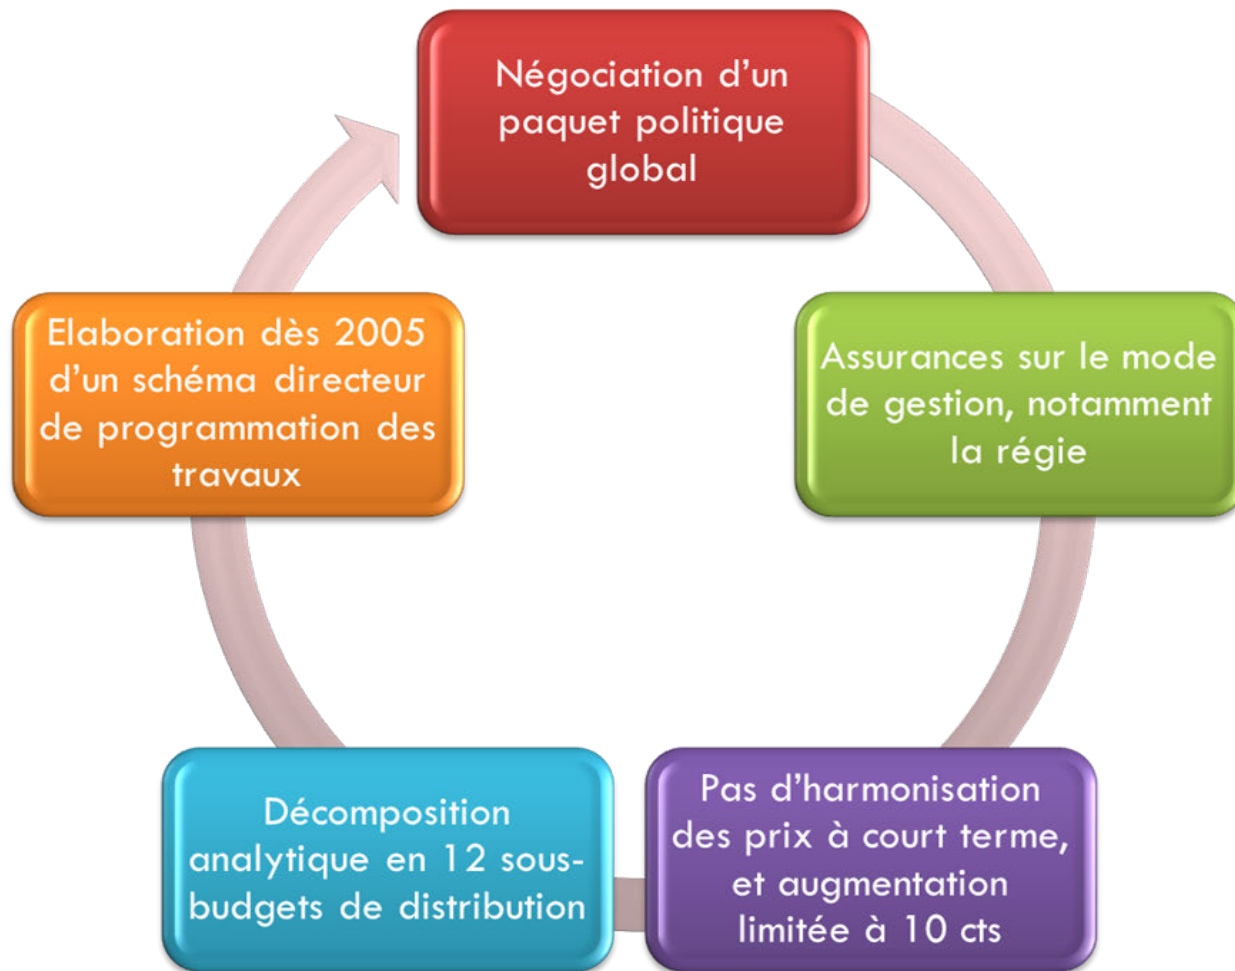 Négociation d’un
paquet politique
global
Assurances sur le mode
de gestion, notamment
la régie
Pas d’harmonisation
des prix à court terme,
et augmentation
limitée à 10 cts
Décomposition
analytique en 12 sous-
budgets de distribution
Elaboration dès 2005
d’un schéma directeur
de programmation des
travaux